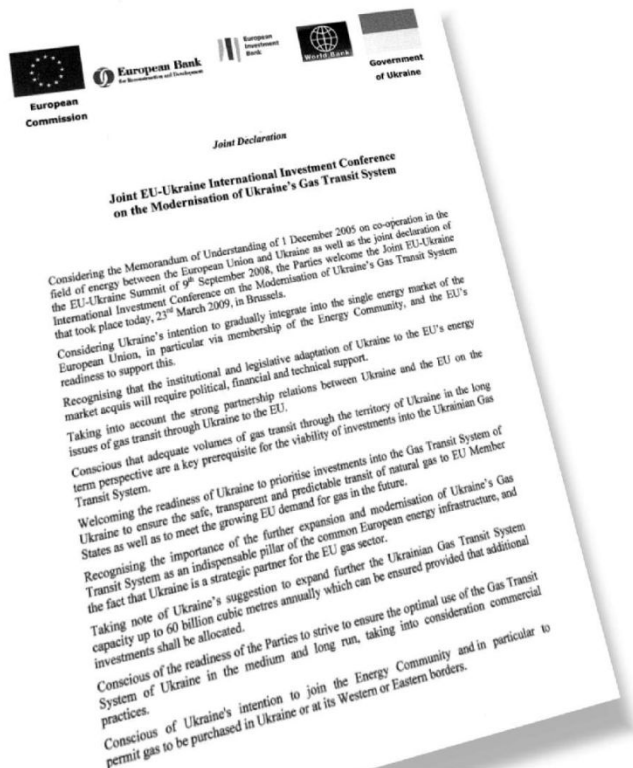 European
Commission
European Bank
for Reconstruction and Development
European
Investment
Bank
World Bank
Government
of Ukraine
Joint Declaration
Joint EU-Ukraine International Investment Conference
on the Modernisation of Ukraine's Gas Transit System
Considering the Memorandum of Understanding of 1 December 2005 on co-operation in the
field of energy between the European Union and Ukraine as well as the joint declaration of
the EU-Ukraine Summit of 9th September 2008, the Parties welcome the Joint EU-Ukraine
International Investment Conference on the Modernisation of Ukraine's Gas Transit System
that took place today, 23rd March 2009, in Brussels.
Considering Ukraine's intention to gradually integrate into the single energy market of the
European Union, in particular via membership of the Energy Community, and the EU's
readiness to support this.
Recognising that the institutional and legislative adaptation of Ukraine to the EU's energy
market acquis will require political, financial and technical support.
Taking into account the strong partnership relations between Ukraine and the EU on the
issues of gas transit through Ukraine to the EU.
Conscious that adequate volumes of gas transit through the territory of Ukraine in the long
term perspective are a key prerequisite for the viability of investments into the Ukrainian Gas
Transit System.
Welcoming the readiness of Ukraine to prioritise investments into the Gas Transit System of
Ukraine to ensure the safe, transparent and predictable transit of natural gas to EU Member
States as well as to meet the growing EU demand for gas in the future.
Recognising the importance of the further expansion and modernisation of Ukraine's Gas
Transit System as an indispensable pillar of the common European energy infrastructure, and
the fact that Ukraine is a strategic partner for the EU gas sector.
Taking note of Ukraine's suggestion to expand further the Ukrainian Gas Transit System
capacity up to 60 billion cubic metres annually which can be ensured provided that additional
investments shall be allocated.
Conscious of the readiness of the Parties to strive to ensure the optimal use of the Gas Transit
System of Ukraine in the medium and long run, taking into consideration commercial
practices.
Conscious of Ukraine's intention to join the Energy Community and in particular to
permit gas to be purchased in Ukraine or at its Western or Eastern borders.